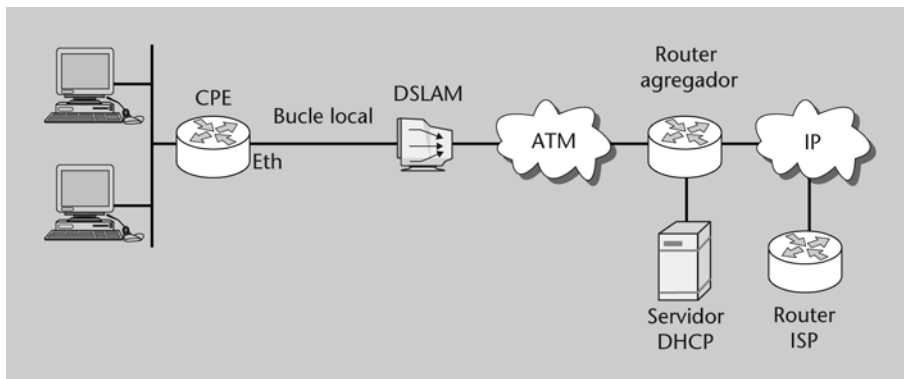 CPE
Eth
Bucle local
DSLAM
ATM
Router
agregador
IP
Servidor
DHCP
Router
ISP